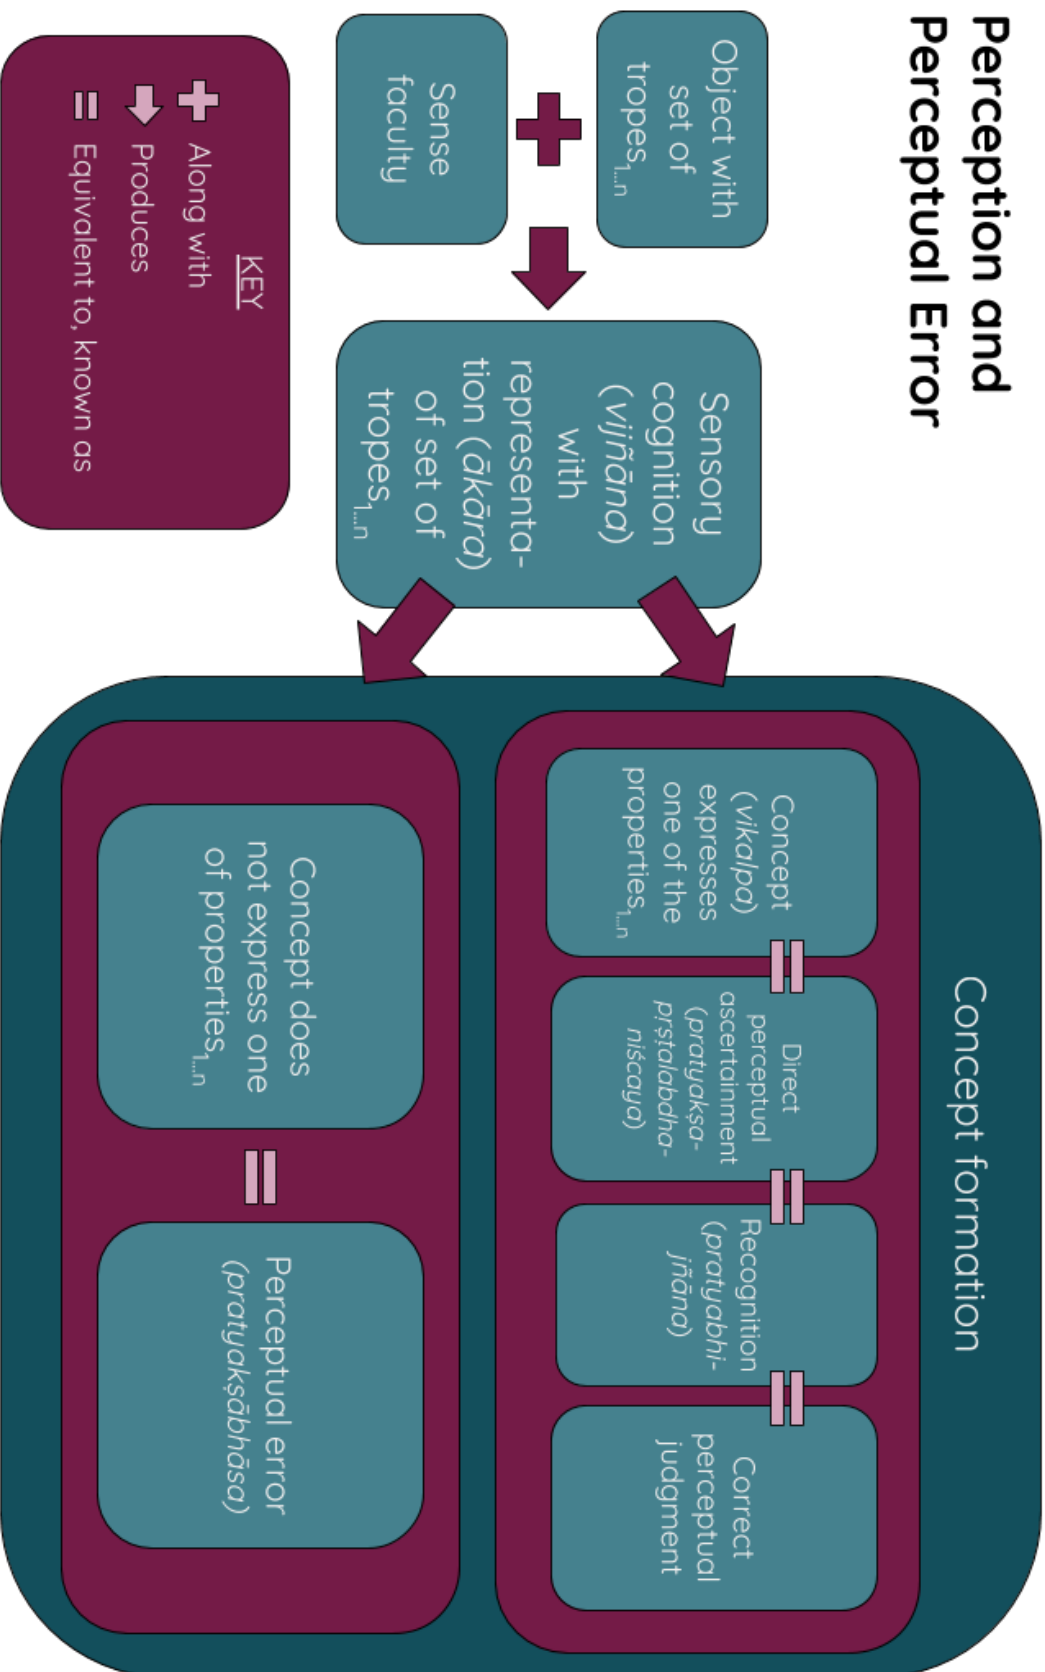 Perception and
Perceptual Error
Object with
set of
tropes1...n
Sense
faculty
Sensory
cognition
(vijñāna)
with
representa-
tion (ākāra)
of set of
tropes1...n
Concept formation
Concept
(vikalpa)
expresses
one of the
properties1...n
Direct
perceptual
ascertainment
(pratyakṣa-
pṛṣṭalabdha-
niścaya)
Recognition
(pratyabhi-
jñāna)
Correct
perceptual
judgment
Concept does
not express one
of properties1...n
Perceptual error
(pratyakṣābhāsa)
KEY
Along with
Produces
Equivalent to, known as